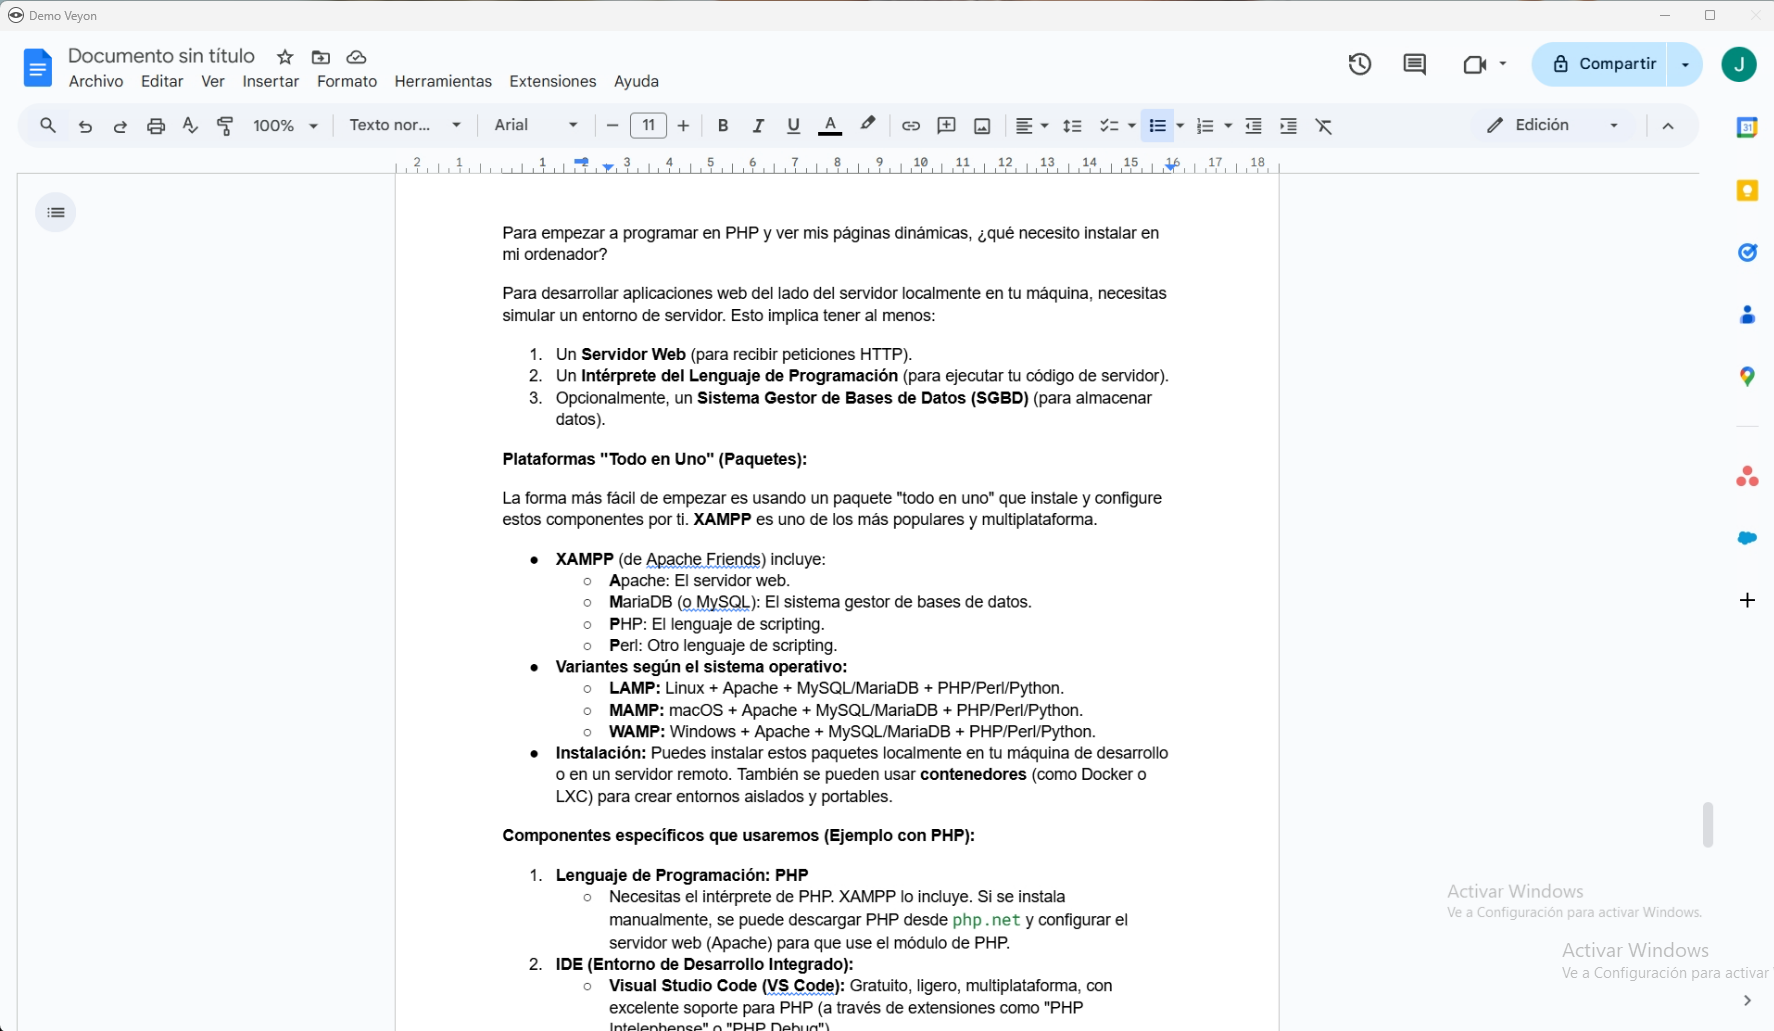 Demo Veyon
Documento sin título
Archivo Editar Ver Insertar Formato Herramientas Extensiones Ayuda
Compartir
J
100% Texto nor... Arial 11 B I U A Edición
31
2 1 1 2 3 4 5 6 7 8 9 10 11 12 13 14 15 16 17 18
Para empezar a programar en PHP y ver mis páginas dinámicas, ¿qué necesito instalar en
mi ordenador?
Para desarrollar aplicaciones web del lado del servidor localmente en tu máquina, necesitas
simular un entorno de servidor. Esto implica tener al menos:
1. Un Servidor Web (para recibir peticiones HTTP).
2. Un Intérprete del Lenguaje de Programación (para ejecutar tu código de servidor).
3. Opcionalmente, un Sistema Gestor de Bases de Datos (SGBD) (para almacenar
datos).
Plataformas "Todo en Uno" (Paquetes):
La forma más fácil de empezar es usando un paquete "todo en uno" que instale y configure
estos componentes por ti. XAMPP es uno de los más populares y multiplataforma.
● XAMPP (de Apache Friends) incluye:
○ Apache: El servidor web.
○ MariaDB (o MySQL): El sistema gestor de bases de datos.
○ PHP: El lenguaje de scripting.
○ Perl: Otro lenguaje de scripting.
● Variantes según el sistema operativo:
○ LAMP: Linux + Apache + MySQL/MariaDB + PHP/Perl/Python.
○ MAMP: macOS + Apache + MySQL/MariaDB + PHP/Perl/Python.
○ WAMP: Windows + Apache + MySQL/MariaDB + PHP/Perl/Python.
● Instalación: Puedes instalar estos paquetes localmente en tu máquina de desarrollo
o en un servidor remoto. También se pueden usar contenedores (como Docker o
LXC) para crear entornos aislados y portables.
Componentes específicos que usaremos (Ejemplo con PHP):
1. Lenguaje de Programación: PHP
○ Necesitas el intérprete de PHP. XAMPP lo incluye. Si se instala
manualmente, se puede descargar PHP desde php.net y configurar el
servidor web (Apache) para que use el módulo de PHP.
2. IDE (Entorno de Desarrollo Integrado):
○ Visual Studio Code (VS Code): Gratuito, ligero, multiplataforma, con
excelente soporte para PHP (a través de extensiones como "PHP
Intelephense" o "PHP Debug").
Activar Windows
Ve a Configuración para activar Windows.
Activar Windows
Ve a Configuración para activar